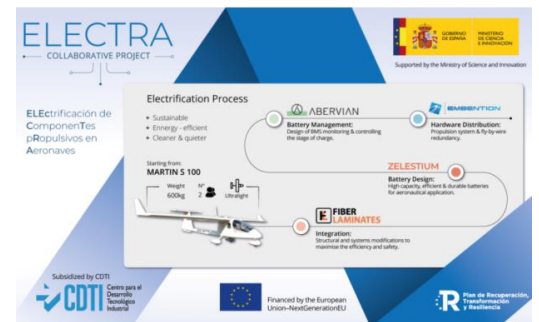 ELECTRA
COLLABORATIVE PROJECT
ELEctrificación de
ComponenTes
pRopulsivos en
Aeronaves
GOBIERNO
DE ESPAÑA
MINISTERIO
DE CIENCIA
E INNOVACIÓN
Supported by the Ministry of Science and Innovation
Electrification Process
Sustainable
Ennergy - efficient
Cleaner & quieter
ABERVIAN
Battery Management:
Design of BMS monitoring & controlling
the stage of charge.
EMBENTION
Hardware Distribution:
Propulsion system & fly-by-wire
redundancy.
Starting from:
MARTIN S 100
Weight
600kg
Nº
2
Ultralight
ZELESTIUM
Battery Design:
High capacity, efficient & durable batteries
for aeronautical application.
FIBER
LAMINATES
Integration:
Structural and systems modifications to
maximise the efficiency and safety.
Subsidized by CDTI
CDTI
Centro para el
Desarrollo
Tecnológico
Industrial
Financed by the European
Union-NextGenerationEU
R
Plan de Recuperación,
Transformación
y Resiliencia